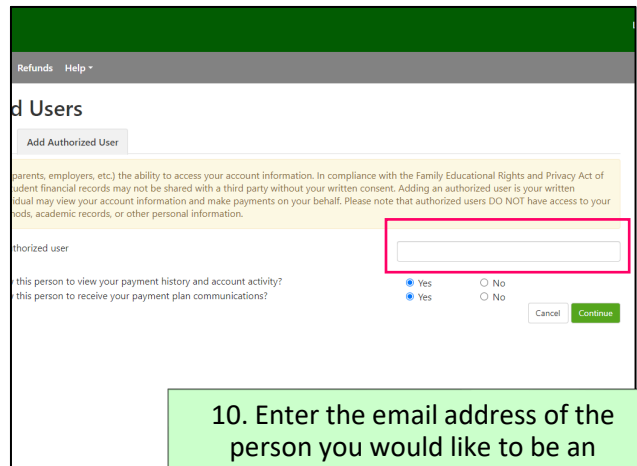 Refunds Help
d Users
Add Authorized User
parents, employers, etc.) the ability to access your account information. In compliance with the Family Educational Rights and Privacy Act of
tudent financial records may not be shared with a third party without your written consent. Adding an authorized user is your written
vidual may view your account information and make payments on your behalf. Please note that authorized users DO NOT have access to your
hods, academic records, or other personal information.
uthorized user
this person to view your payment history and account activity? Yes No
this person to receive your payment plan communications? Yes No
Cancel Continue
10. Enter the email address of the
person you would like to be an